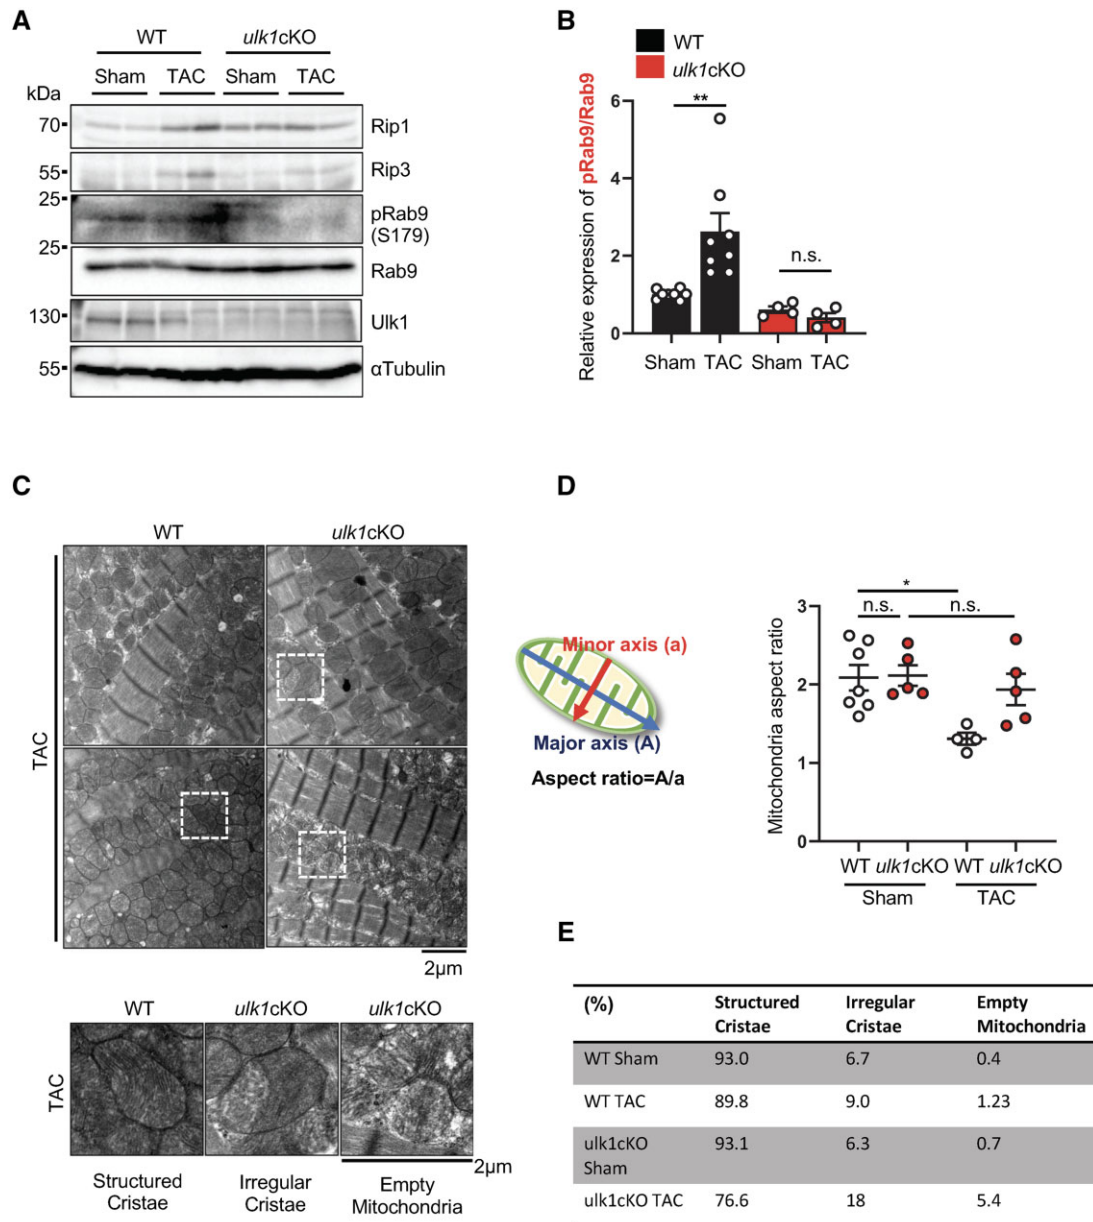 A
WT ulk1cKO
Sham TAC Sham TAC
kDa
70 Rip1
55 Rip3
25 pRab9
(S179)
25 Rab9
130 Ulk1
55 αTubulin
B
WT
ulk1cKO
Relative expression of pRab9/Rab9
6
4
2
0
**
n.s.
Sham TAC Sham TAC
C
WT ulk1cKO
TAC
2μm
WT ulk1cKO ulk1cKO
TAC
2μm
Structured
Cristae
Irregular
Cristae
Empty
Mitochondria
D
Minor axis (a)
Major axis (A)
Aspect ratio=A/a
Mitochondria aspect ratio
3
2
1
0
*
n.s. n.s.
WT ulk1cKO WT ulk1cKO
Sham TAC
E
(%) Structured Irregular Empty
Cristae Cristae Mitochondria
WT Sham 93.0 6.7 0.4
WT TAC 89.8 9.0 1.23
ulk1cKO 93.1 6.3 0.7
Sham
ulk1cKO TAC 76.6 18 5.4